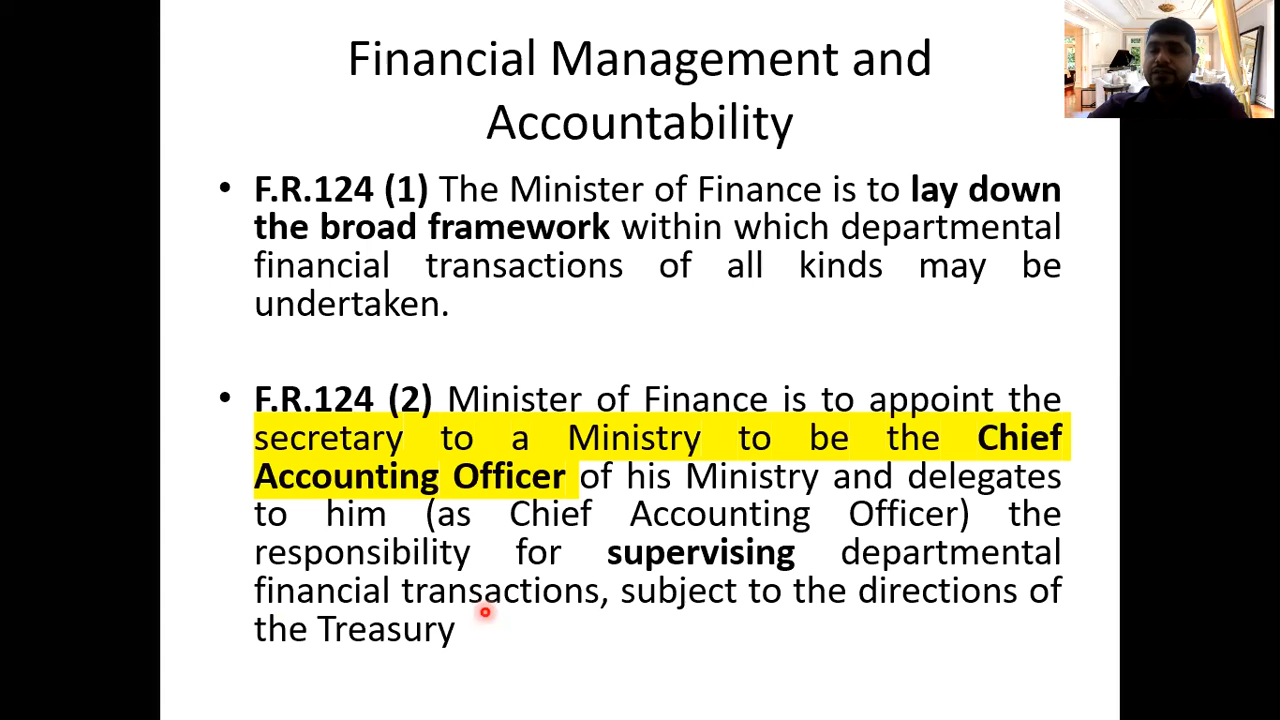 Financial Management and
Accountability
• F.R.124 (1) The Minister of Finance is to lay down
the broad framework within which departmental
financial transactions of all kinds may be
undertaken.
• F.R.124 (2) Minister of Finance is to appoint the
secretary to a Ministry to be the Chief
Accounting Officer of his Ministry and delegates
to him (as Chief Accounting Officer) the
responsibility for supervising departmental
financial transactions, subject to the directions of
the Treasury